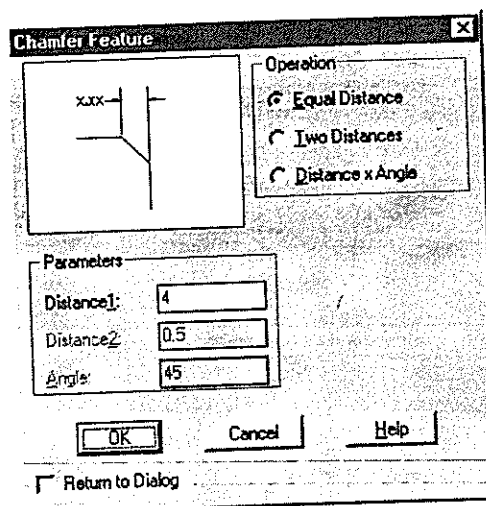 Chamfer Feature
x.xx
Operation
Equal Distance
Two Distances
Distance x Angle
Parameters
Distance1: 4
Distance2: 0.5
Angle: 45
OK Cancel Help
Return to Dialog